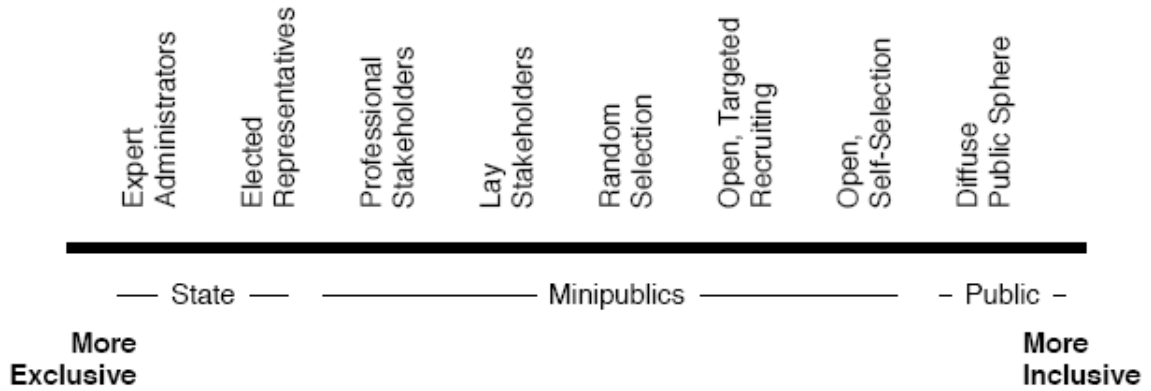 Expert
Administrators
Elected
Representatives
Professional
Stakeholders
Lay
Stakeholders
Random
Selection
Open, Targeted
Recruiting
Open,
Self-Selection
Diffuse
Public Sphere
State
Minipublics
Public
More
Exclusive
More
Inclusive